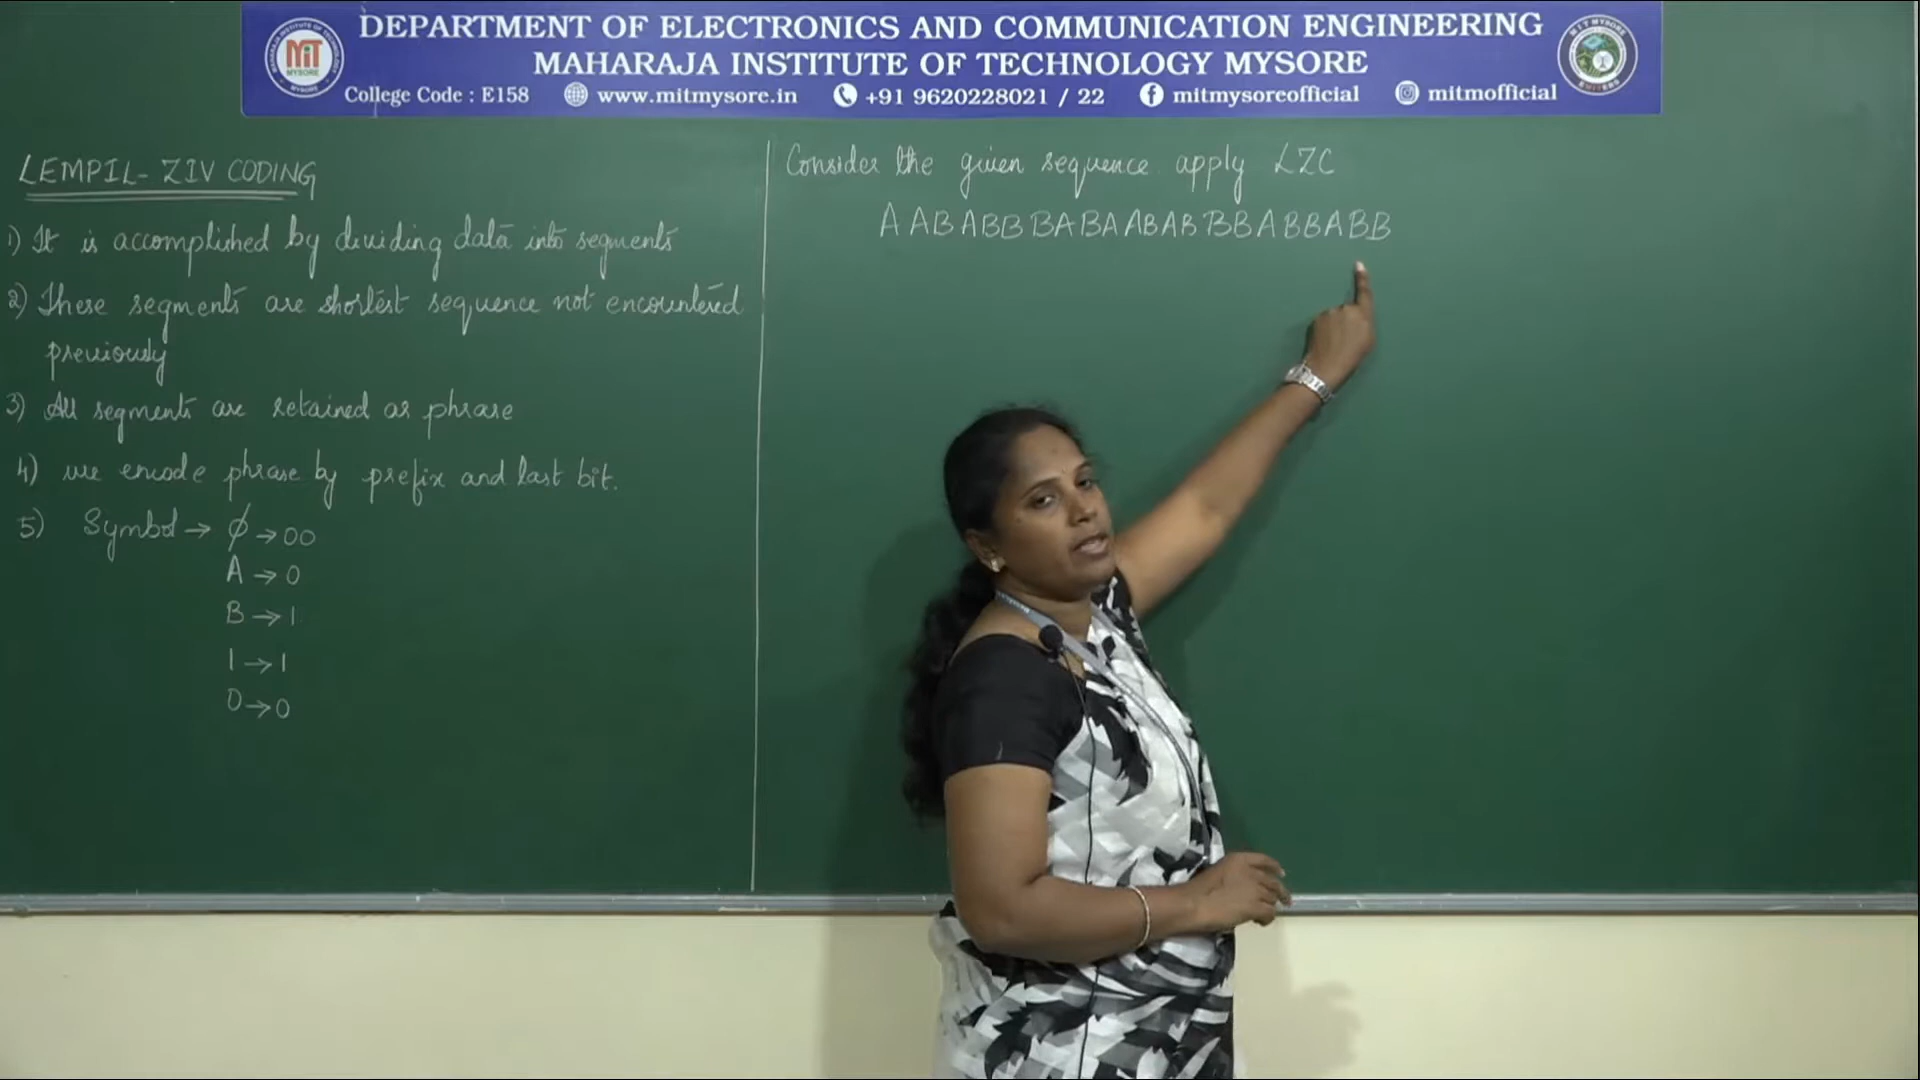 DEPARTMENT OF ELECTRONICS AND COMMUNICATION ENGINEERING
MAHARAJA INSTITUTE OF TECHNOLOGY MYSORE
College Code : E158 www.mitmysore.in +91 9620228021 / 22 mitmysoreofficial mitmofficial
MIT
MYSORE
LEMPIL-ZIV CODING
1) It is accomplished by dividing data into segments
2) These segments are shortest sequence not encountered
previously
3) All segments are retained as phrase
4) we encode phrase by prefix and last bit.
5) Symbol → ϕ → 00
A → 0
B → 1
1 → 1
0 → 0
Consider the given sequence apply LZC
A AB ABB BA BA ABAB BB A BBABB